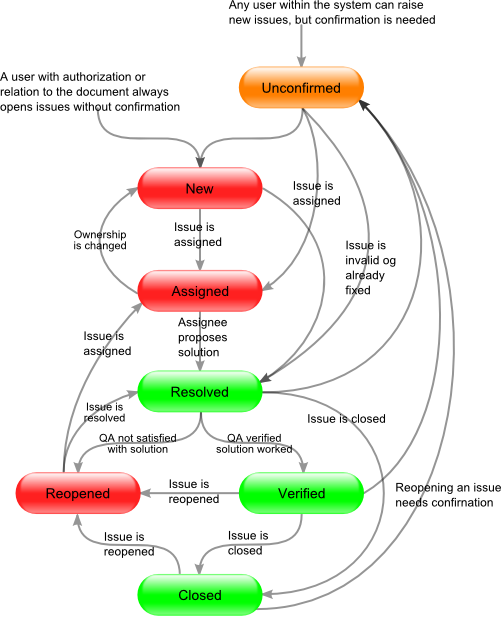 Any user within the system can raise
new issues, but confirmation is needed
A user with authorization or
relation to the document always
opens issues without confirmation
Unconfirmed
New
Issue is
assigned
Issue is
assigned
Ownership
is changed
Issue is
invalid og
already
fixed
Assigned
Assignee
proposes
solution
Issue is
assigned
Resolved
Issue is
resolved
Issue is closed
QA not satisfied
with solution
QA verified
solution worked
Reopened
Issue is
reopened
Verified
Reopening an issue
needs confirnation
Issue is
reopened
Issue is
closed
Closed